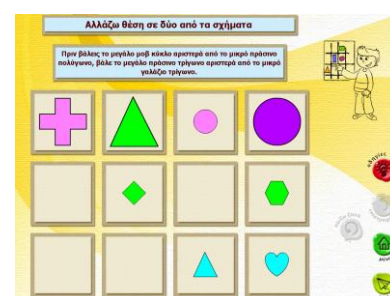 Αλλάζω θέση σε δύο από τα σχήματα
Πριν βάλεις το μεγάλο μοβ κύκλο αριστερά από το μικρό πράσινο
πολύγωνο, βάλε το μεγάλο πράσινο τρίγωνο αριστερά από το μικρό
γαλάζιο τρίγωνο.